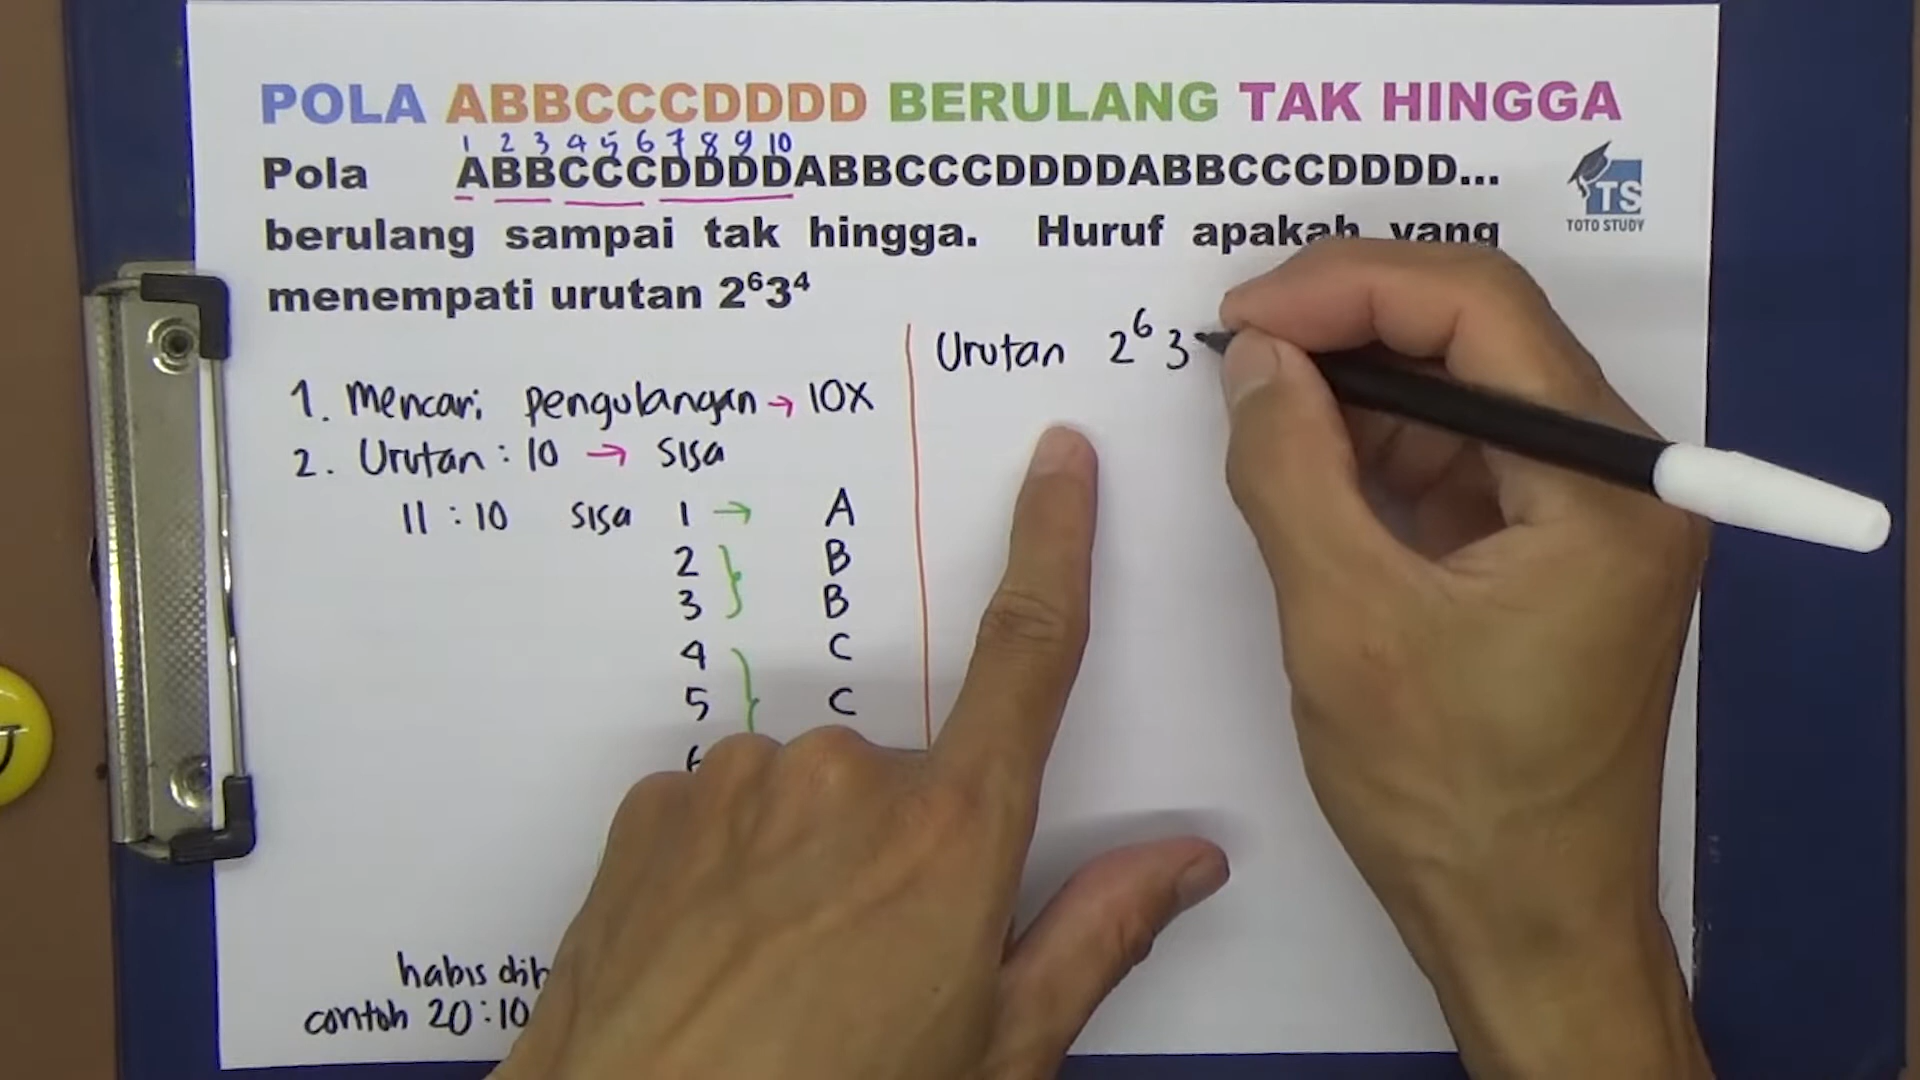 POLA ABBCCCDDDD BERULANG TAK HINGGA
1 2 3 4 5 6 7 8 9 10
Pola ABBCCCDDDDABBCCCDDDDABBCCCDDDD...
berulang sampai tak hingga. Huruf apakah yang
menempati urutan 2⁶3⁴
TS
TOTO STUDY
1. Mencari pengulangan → 10X
2. Urutan : 10 → sisa
11 : 10 sisa 1 → A
2 } B
3 B
4 } C
5 C
6
habis
contoh 20 : 10
Urutan 2⁶ 3